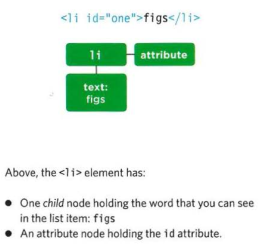 <li id="one">figs</li>
li
attribute
text:
figs
Above, the <li> element has:
● One child node holding the word that you can see
in the list item: figs
● An attribute node holding the id attribute.